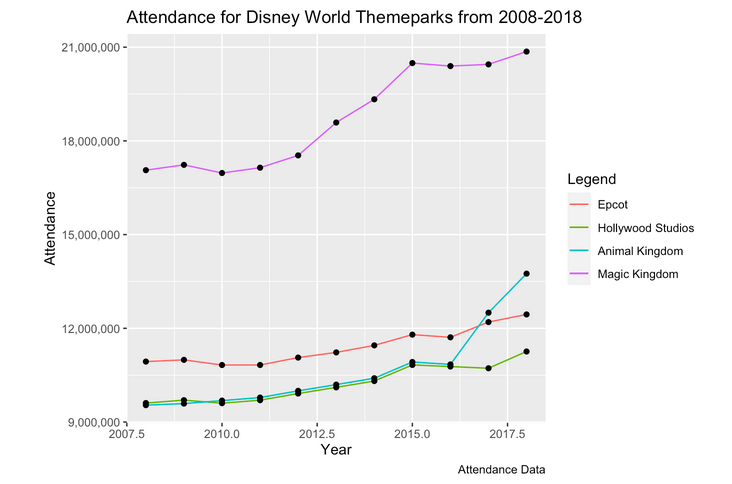 Attendance for Disney World Themeparks from 2008-2018
21,000,000
18,000,000
15,000,000
12,000,000
9,000,000
Attendance
2007.5 2010.0 2012.5 2015.0 2017.5
Year
Legend
Epcot
Hollywood Studios
Animal Kingdom
Magic Kingdom
Attendance Data